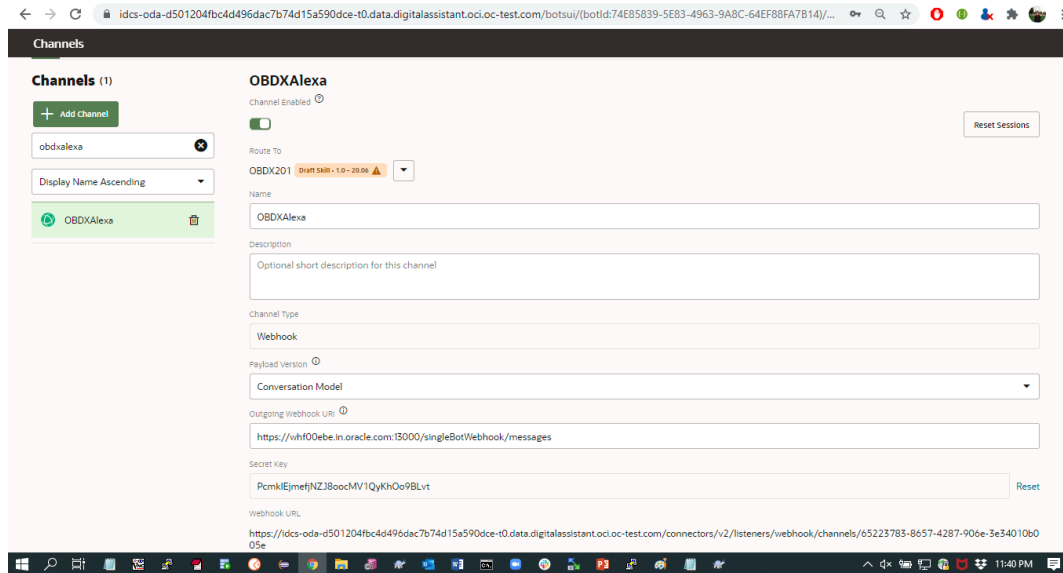 idcs-oda-d501204fbc4d496dac7b74d15a590dce-t0.data.digitalassistant.oci.oc-test.com/botsui/(botId:74E85839-5E83-4963-9A8C-64EF88FA7B14)/...
Channels
Channels (1)
+ Add Channel
obdxalexa
Display Name Ascending
OBDXAlexa
OBDXAlexa
Channel Enabled
Reset Sessions
Route To
OBDX201 Draft Skill • 1.0 – 20.06
Name
OBDXAlexa
Description
Optional short description for this channel
Channel Type
Webhook
Payload Version
Conversation Model
Outgoing Webhook URI
https://whf00ebe.in.oracle.com:13000/singleBotWebhook/messages
Secret Key
PcmklEjmefjNZJ8oocMV1QyKhOo9BLvt
Reset
Webhook URL
https://idcs-oda-d501204fbc4d496dac7b74d15a590dce-t0.data.digitalassistant.oci.oc-test.com/connectors/v2/listeners/webhook/channels/65223783-8657-4287-906e-3e34010b0
05e
11:40 PM